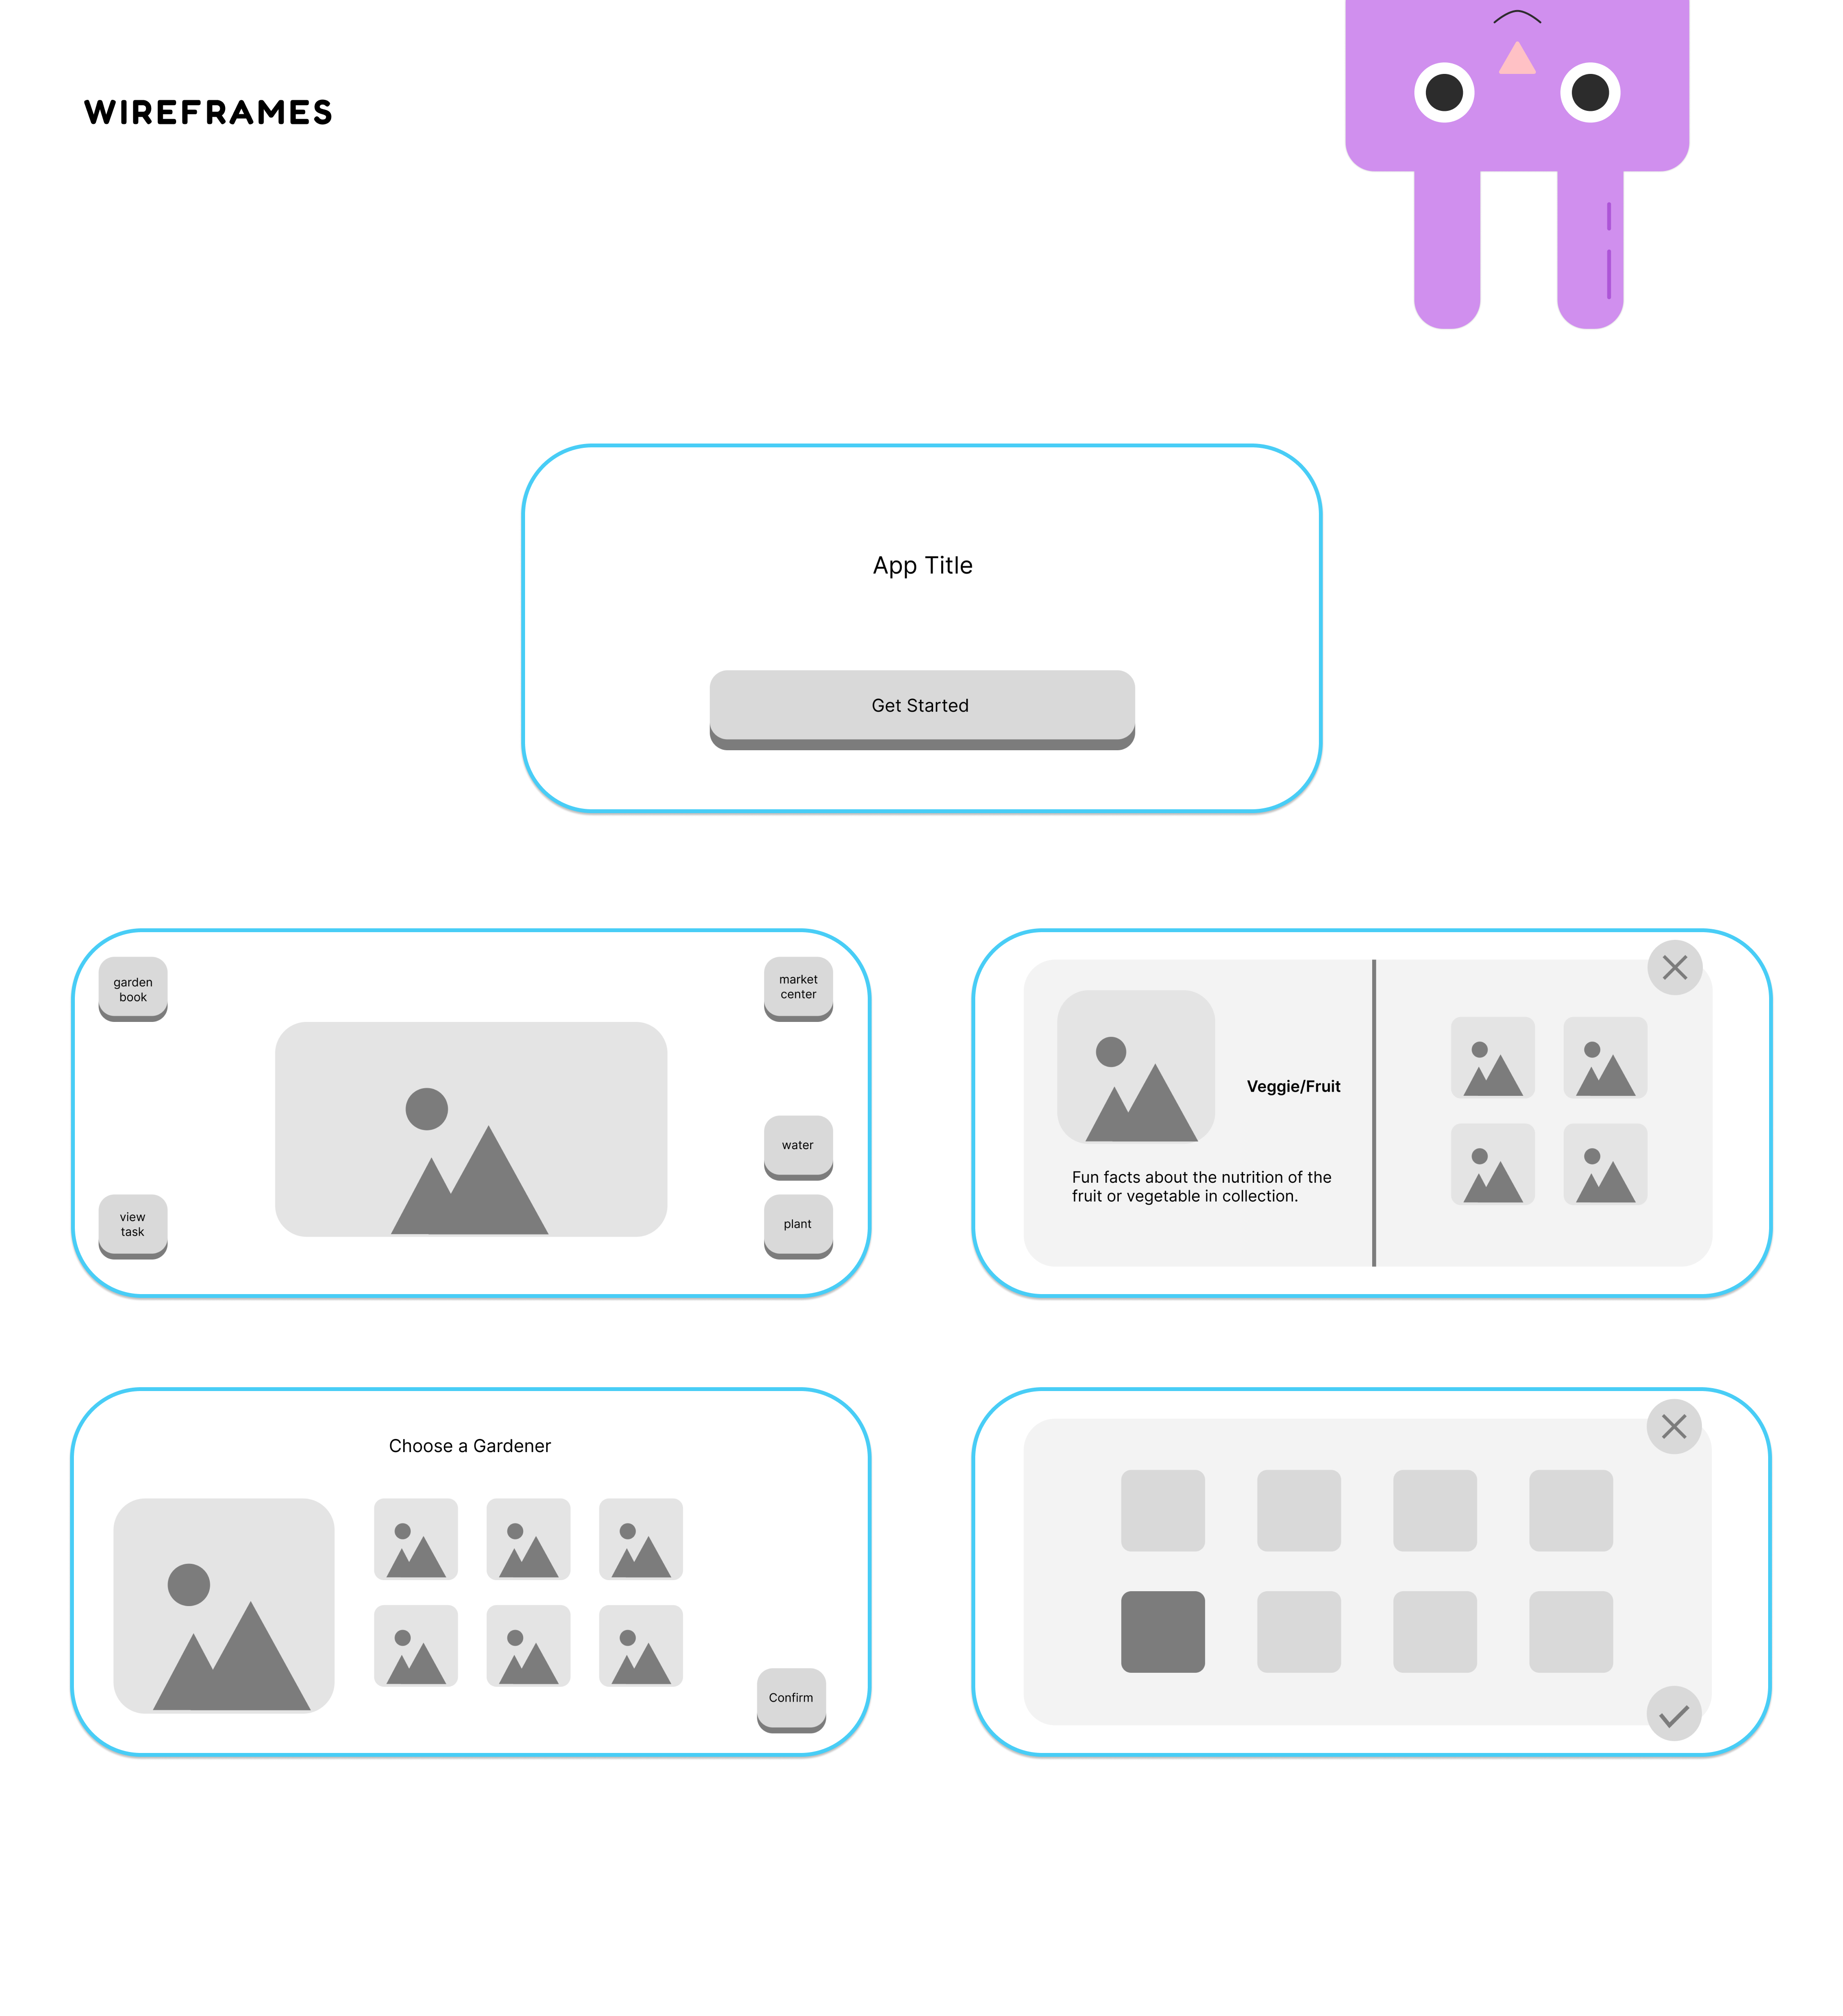 WIREFRAMES
App Title
Get Started
garden
book
market
center
water
view
task
plant
Veggie/Fruit
Fun facts about the nutrition of the
fruit or vegetable in collection.
Choose a Gardener
Confirm